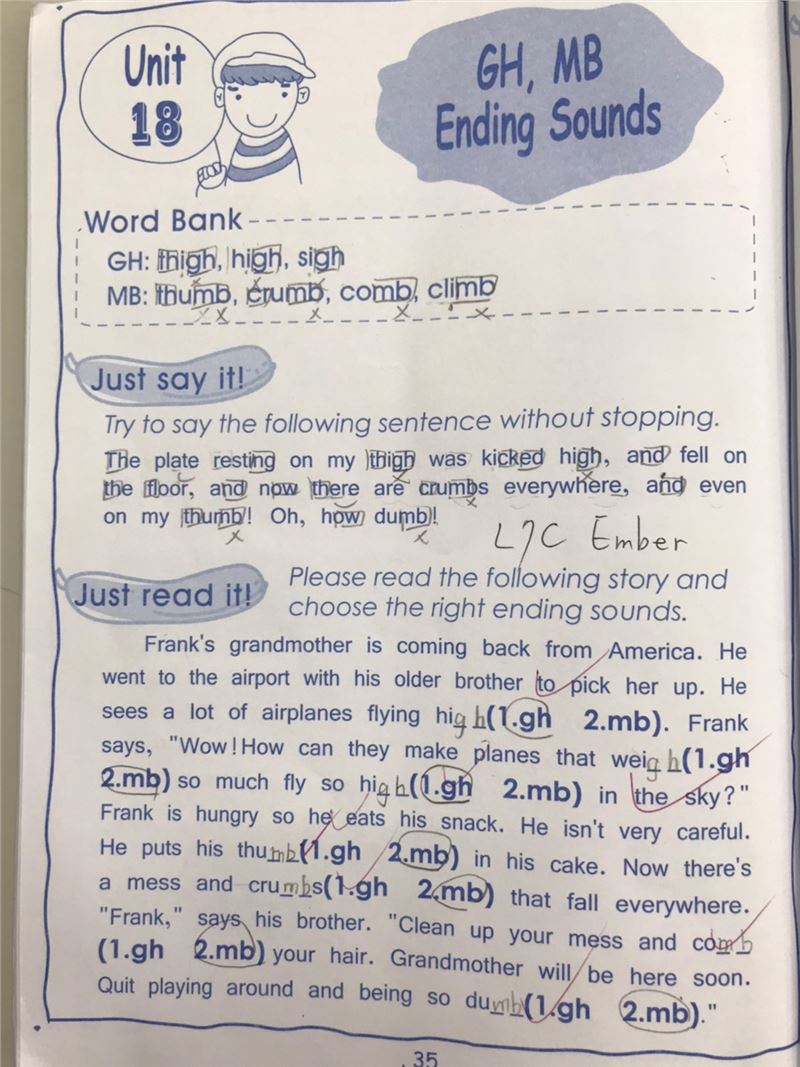 Unit
18
GH, MB
Ending Sounds
Word Bank
GH: thigh, high, sigh
MB: thumb, crumb, comb, climb
Just say it!
Try to say the following sentence without stopping.
The plate resting on my thigh was kicked high, and fell on
the floor, and now there are crumbs everywhere, and even
on my thumb! Oh, how dumb!
L7C Ember
Just read it!
Please read the following story and
choose the right ending sounds.
Frank's grandmother is coming back from America. He
went to the airport with his older brother to pick her up. He
sees a lot of airplanes flying high(1.gh 2.mb). Frank
says, "Wow! How can they make planes that weigh(1.gh
2.mb) so much fly so high(1.gh 2.mb) in the sky?"
Frank is hungry so he eats his snack. He isn't very careful.
He puts his thumb(1.gh 2.mb) in his cake. Now there's
a mess and crumbs(1.gh 2.mb) that fall everywhere.
"Frank," says his brother. "Clean up your mess and comb
(1.gh 2.mb) your hair. Grandmother will be here soon.
Quit playing around and being so dumb(1.gh 2.mb)."
35